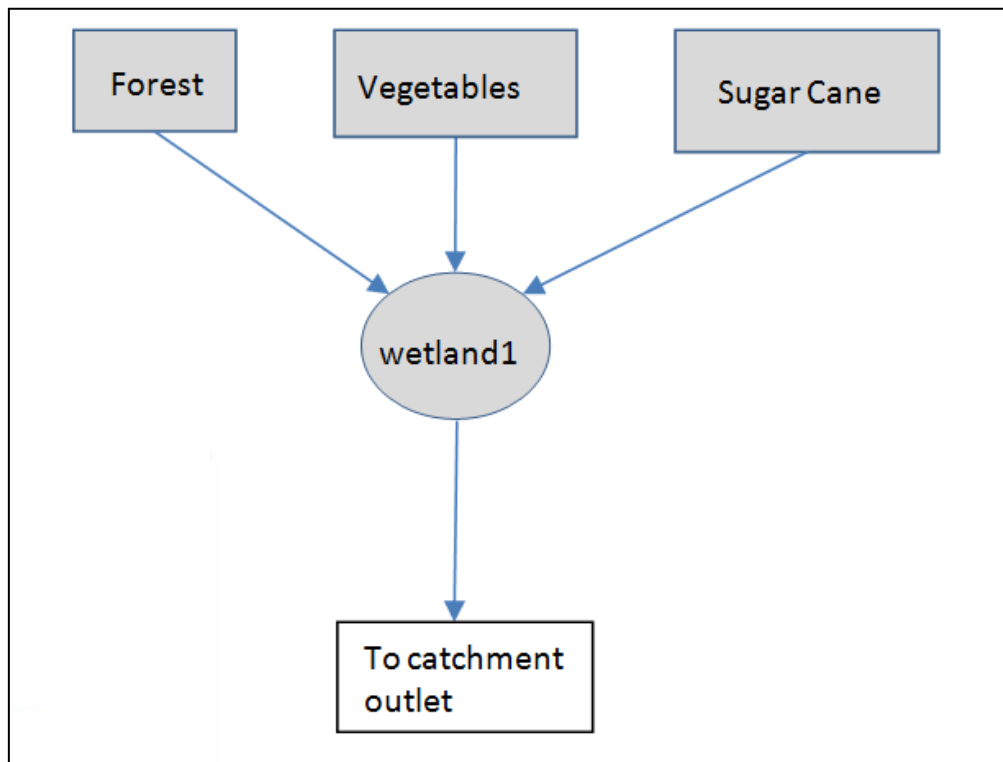 Forest
Vegetables
Sugar Cane
wetland1
To catchment
outlet